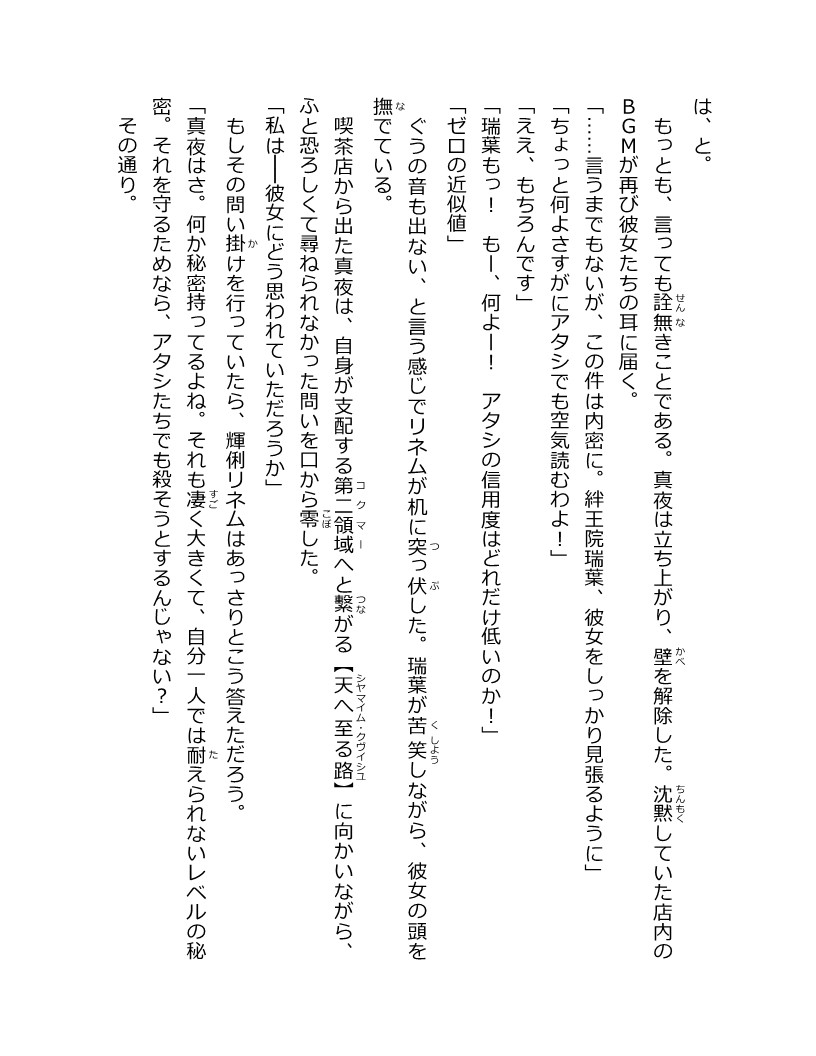 は、と。
もっとも、言っても詮無きことである。真夜は立ち上がり、壁を解除した。沈黙していた店内の
BGMが再び彼女たちの耳に届く。
「……言うまでもないが、この件は内密に。絆王院瑞葉、彼女をしっかり見張るように」
「ちょっと何よさすがにアタシでも空気読むわよ！」
「ええ、もちろんです」
「瑞葉もっ！　もー、何よー！　アタシの信用度はどれだけ低いのか！」
「ゼロの近似値」
ぐうの音も出ない、と言う感じでリネムが机に突っ伏した。瑞葉が苦笑しながら、彼女の頭を
撫でている。
喫茶店から出た真夜は、自身が支配する第二領域へと繋がる【天へ至る路】に向かいながら、
ふと恐ろしくて尋ねられなかった問いを口から零した。
「私は――彼女にどう思われていただろうか」
もしその問い掛けを行っていたら、輝俐リネムはあっさりとこう答えただろう。
「真夜はさ。何か秘密持ってるよね。それも凄く大きくて、自分一人では耐えられないレベルの秘
密。それを守るためなら、アタシたちでも殺そうとするんじゃない？」
その通り。